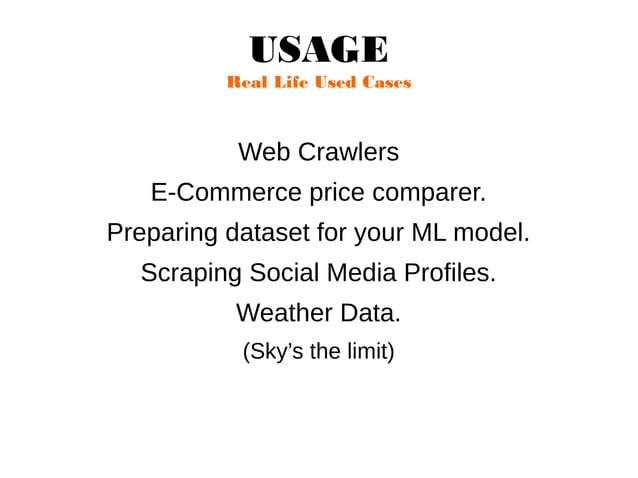 USAGE
Real Life Used Cases
Web Crawlers
E-Commerce price comparer.
Preparing dataset for your ML model.
Scraping Social Media Profiles.
Weather Data.
(Sky’s the limit)